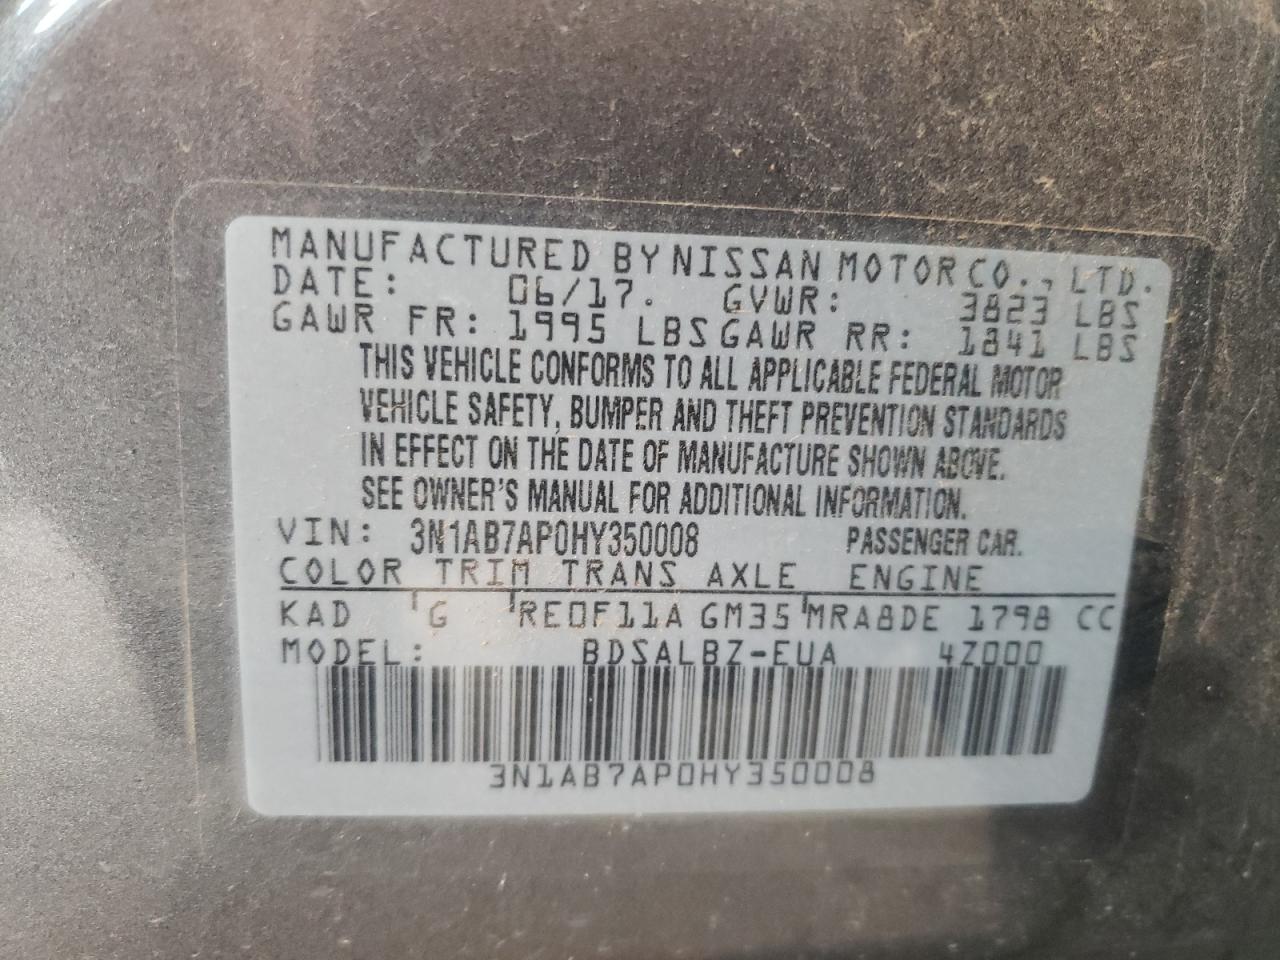 MANUFACTURED BY NISSAN MOTOR CO., LTD.
DATE: 06/17. GVWR: 3823 LBS
GAWR FR: 1995 LBS GAWR RR: 1841 LBS
THIS VEHICLE CONFORMS TO ALL APPLICABLE FEDERAL MOTOR
VEHICLE SAFETY, BUMPER AND THEFT PREVENTION STANDARDS
IN EFFECT ON THE DATE OF MANUFACTURE SHOWN ABOVE.
SEE OWNER'S MANUAL FOR ADDITIONAL INFORMATION.
VIN: 3N1AB7AP0HY350008 PASSENGER CAR.
COLOR TRIM TRANS AXLE ENGINE
KAD G RE0F11A GM35 MRA8DE 1798 CC
MODEL: BDSALBZ-EUA 4Z000
3N1AB7AP0HY350008